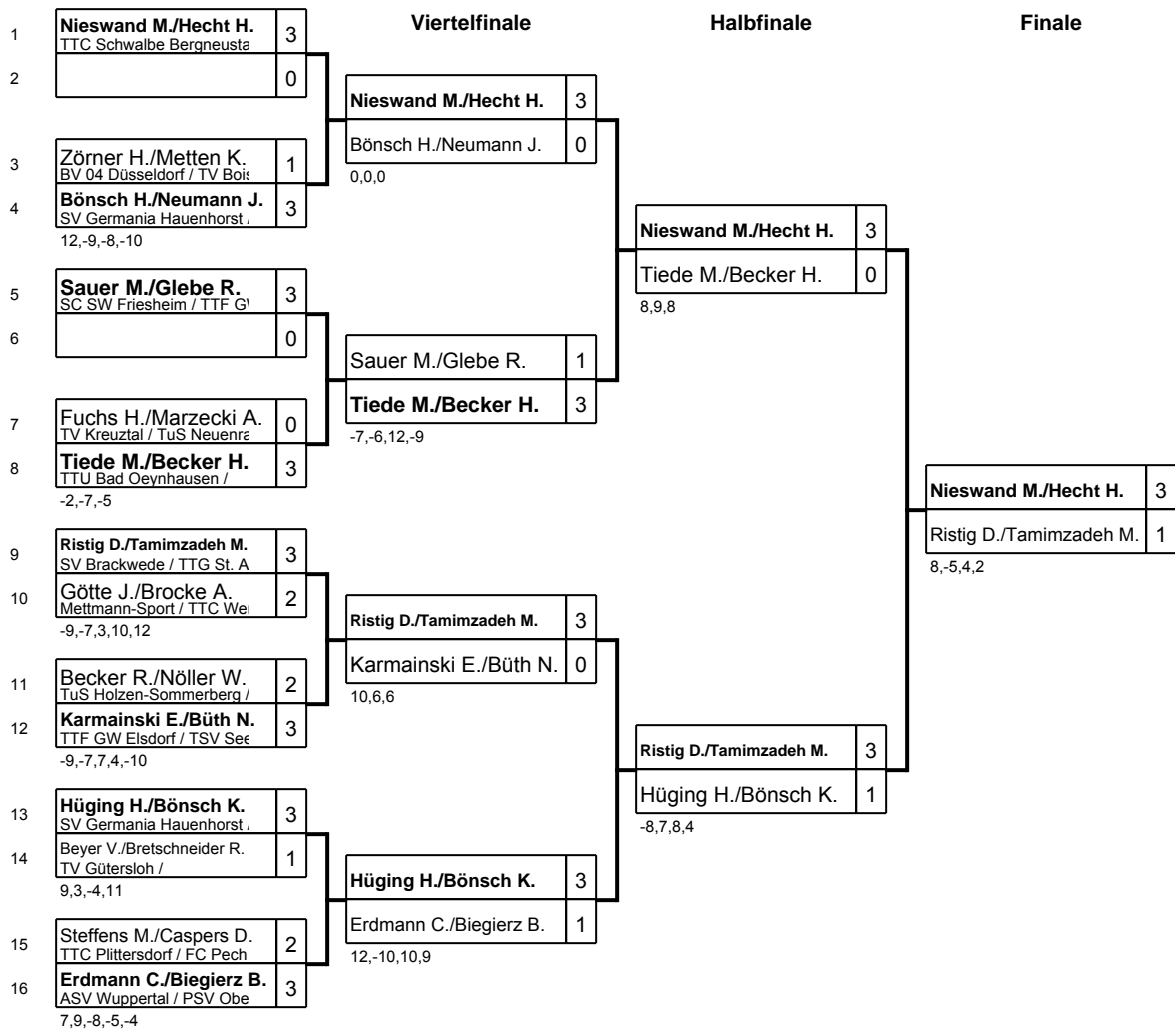 Viertelfinale
Halbfinale
Finale
1
Nieswand M./Hecht H. 3
TTC Schwalbe Bergneusta
2
0
3
Zörner H./Metten K. 1
BV 04 Düsseldorf / TV Bois
4
Bönsch H./Neumann J. 3
SV Germania Hauenhorst /
12,-9,-8,-10
5
Sauer M./Glebe R. 3
SC SW Friesheim / TTF G
6
0
7
Fuchs H./Marzecki A. 0
TV Kreuztal / TuS Neuenra
8
Tiede M./Becker H. 3
TTU Bad Oeynhausen /
-2,-7,-5
9
Ristig D./Tamimzadeh M. 3
SV Brackwede / TTG St. A
10
Götte J./Brocke A. 2
Mettmann-Sport / TTC Wer
-9,-7,3,10,12
11
Becker R./Nöller W. 2
TuS Holzen-Sommerberg /
12
Karmainski E./Büth N. 3
TTF GW Elsdorf / TSV See
-9,-7,7,4,-10
13
Hüging H./Bönsch K. 3
SV Germania Hauenhorst /
14
Beyer V./Bretschneider R. 1
TV Gütersloh /
9,3,-4,11
15
Steffens M./Caspers D. 2
TTC Plittersdorf / FC Pech
16
Erdmann C./Biegierz B. 3
ASV Wuppertal / PSV Obe
7,9,-8,-5,-4
Nieswand M./Hecht H. 3
Bönsch H./Neumann J. 0
0,0,0
Sauer M./Glebe R. 1
Tiede M./Becker H. 3
-7,-6,12,-9
Ristig D./Tamimzadeh M. 3
Karmainski E./Büth N. 0
10,6,6
Hüging H./Bönsch K. 3
Erdmann C./Biegierz B. 1
12,-10,10,9
Nieswand M./Hecht H. 3
Tiede M./Becker H. 0
8,9,8
Ristig D./Tamimzadeh M. 3
Hüging H./Bönsch K. 1
-8,7,8,4
Nieswand M./Hecht H. 3
Ristig D./Tamimzadeh M. 1
8,-5,4,2